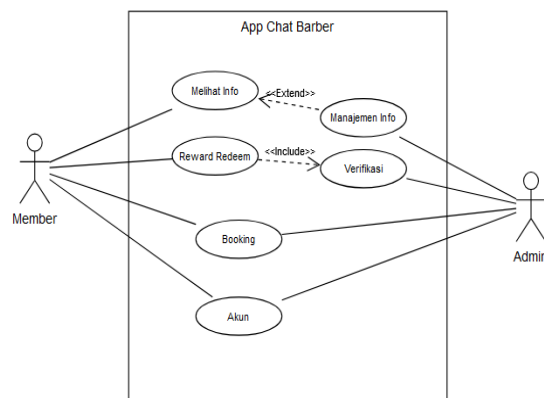 App Chat Barber
Melihat Info
<<Extend>>
Manajemen Info
Reward Redeem
<<Include>>
Verifikasi
Member
Booking
Admin
Akun